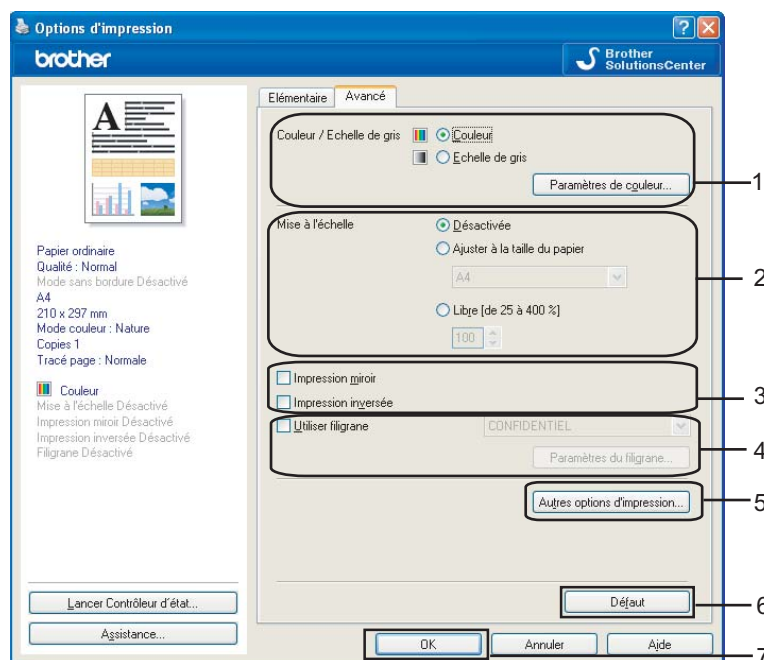 Options d'impression
brother
Brother
SolutionsCenter
Elémentaire
Avancé
A
Papier ordinaire
Qualité : Normal
Mode sans bordure Désactivé
A4
210 x 297 mm
Mode couleur : Nature
Copies 1
Tracé page : Normale
Couleur
Mise à l'échelle Désactivé
Impression miroir Désactivé
Impression inversée Désactivé
Filigrane Désactivé
Lancer Contrôleur d'état...
Assistance...
Couleur / Echelle de gris
Couleur
Echelle de gris
Paramètres de couleur...
1
Mise à l'échelle
Désactivée
Ajuster à la taille du papier
A4
Libre [de 25 à 400 %]
100
2
Impression miroir
Impression inversée
3
Utiliser filigrane
CONFIDENTIEL
Paramètres du filigrane...
4
Autres options d'impression...
5
Défaut
6
OK
Annuler
Aide
7